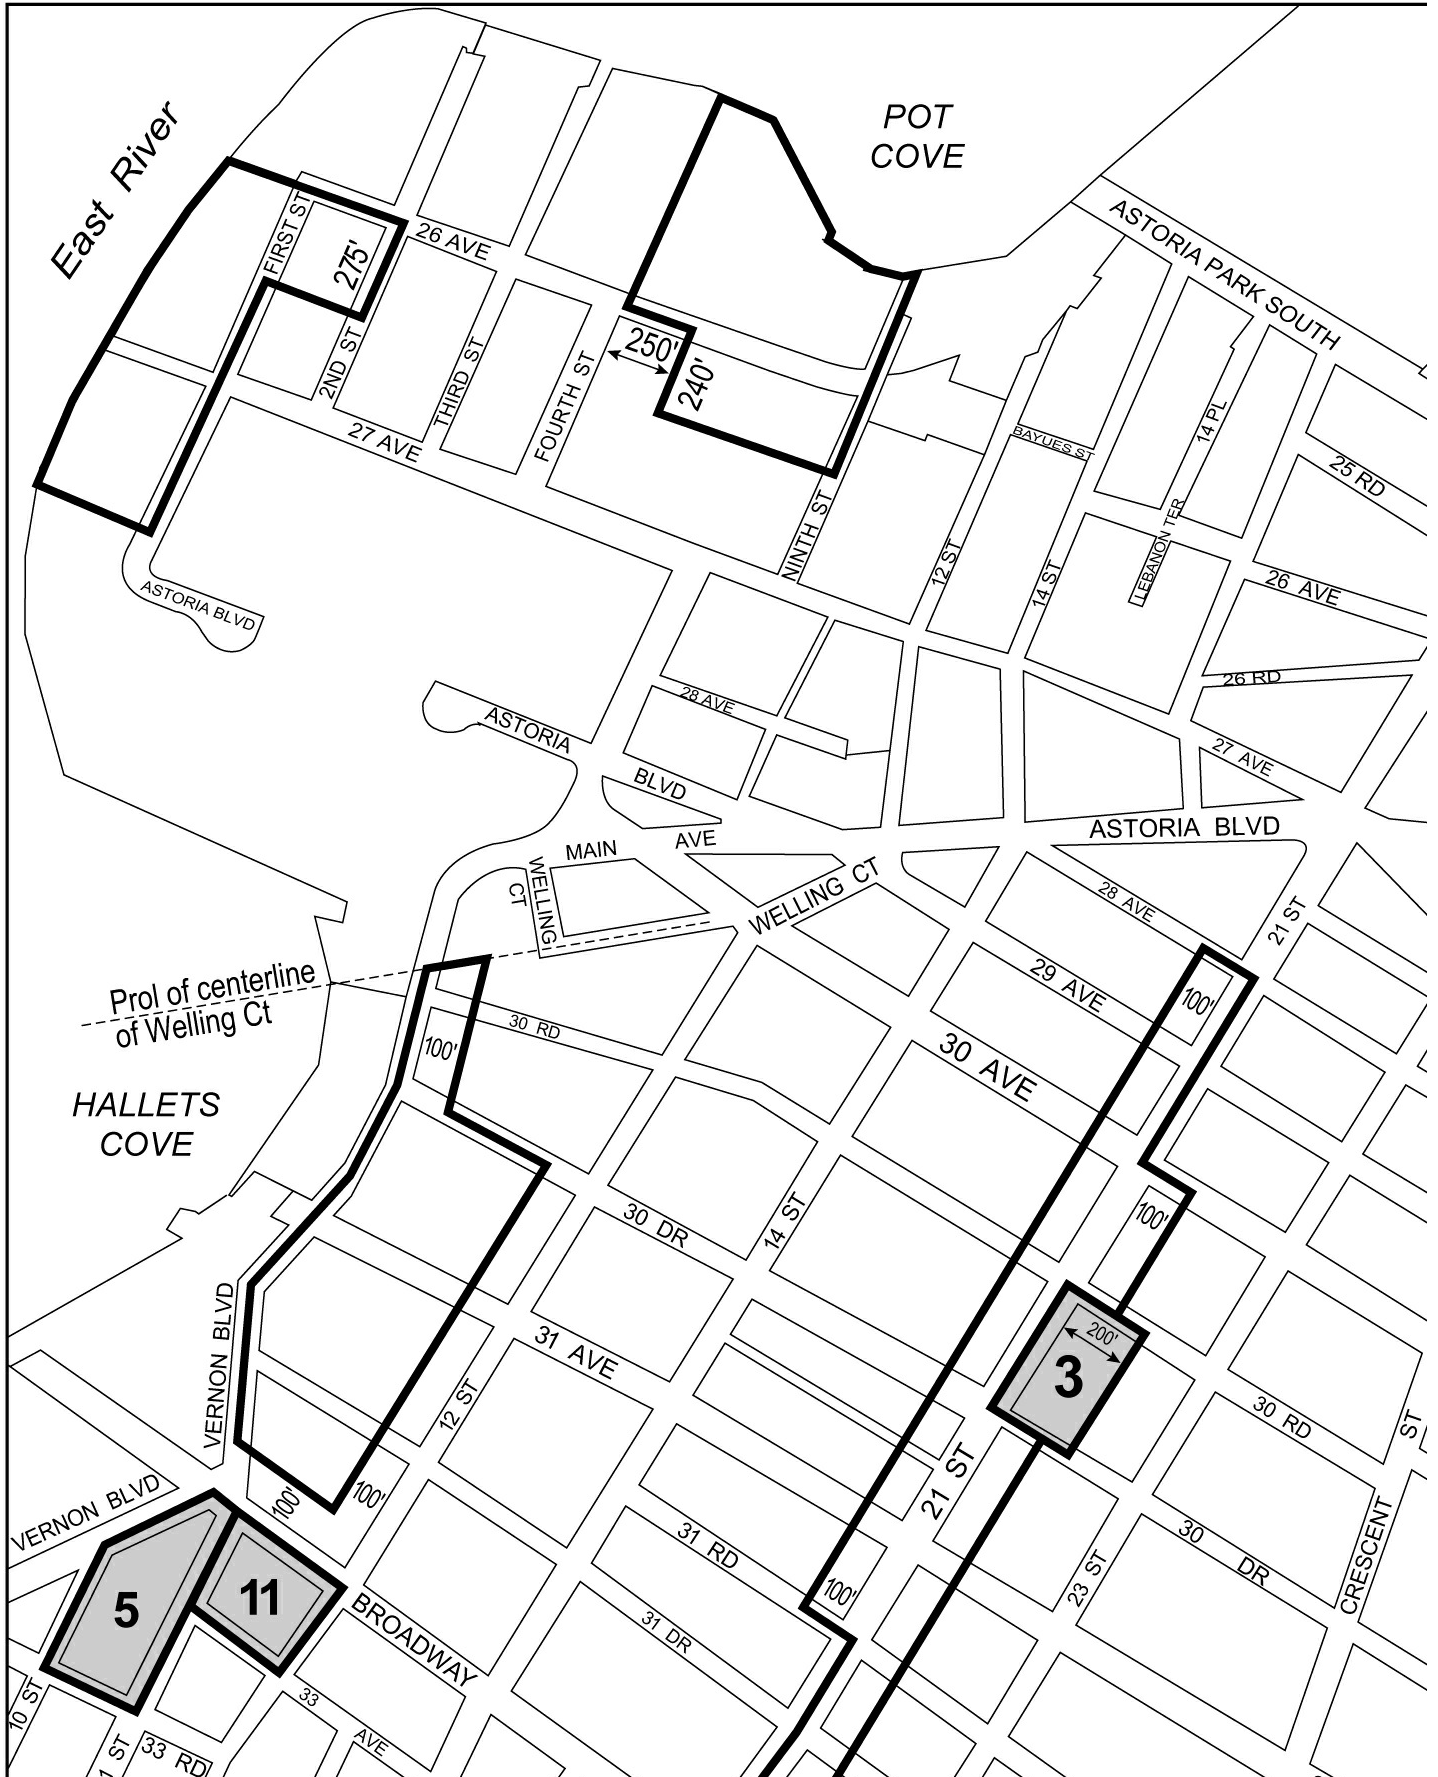 POT
COVE
East River
ASTORIA PARK SOUTH
FIRST ST
275'
26 AVE
2ND ST
THIRD ST
FOURTH ST
250'
240'
27 AVE
NINTH ST
12 ST
14 ST
BAYUES ST
14 PL
LEBANON TER
25 RD
26 AVE
26 RD
27 AVE
ASTORIA BLVD
ASTORIA
BLVD
28 AVE
MAIN
AVE
ASTORIA BLVD
WELLING
CT
WELLING CT
28 AVE
21 ST
29 AVE
100'
Prol of centerline
of Welling Ct
30 RD
100'
30 AVE
HALLETS
COVE
14 ST
30 DR
100'
VERNON BLVD
31 AVE
12 ST
200'
3
30 RD
ST
CRESCENT
21 ST
VERNON BLVD
100'
100'
31 RD
30 DR
23 ST
100'
5
11
BROADWAY
31 DR
10 ST
33
AVE
1 ST
33 RD